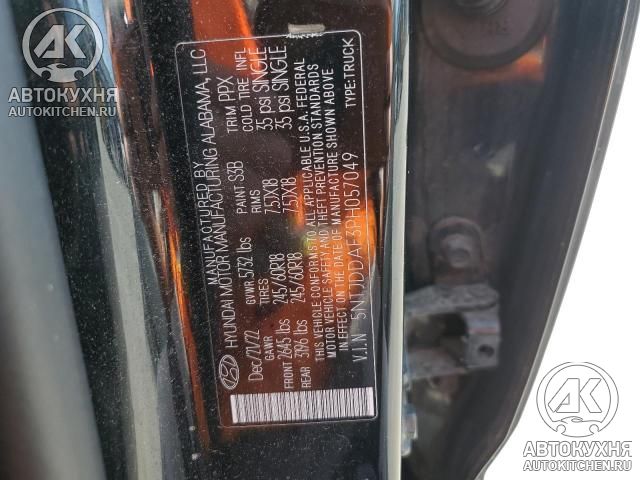 АВТОКУХНЯ
AUTOKITCHEN.RU
MANUFACTURED BY
HYUNDAI MOTOR MANUFACTURING ALABAMA, LLC
Dec/21/22 GVWR 5732 lbs PAINT S3B TRIM PPX
GAWR TIRES RIMS COLD TIRE INFL
FRONT 2645 lbs 245/60R18 7.5JX18 35 psi SINGLE
REAR 3196 lbs 245/60R18 7.5JX18 35 psi SINGLE
THIS VEHICLE CONFORMS TO ALL APPLICABLE U.S.A. FEDERAL
MOTOR VEHICLE SAFETY AND THEFT PREVENTION STANDARDS
IN EFFECT ON THE DATE OF MANUFACTURE SHOWN ABOVE
V.I.N 5NTJDDAF3PH057049 TYPE:TRUCK
АВТОКУХНЯ
AUTOKITCHEN.RU